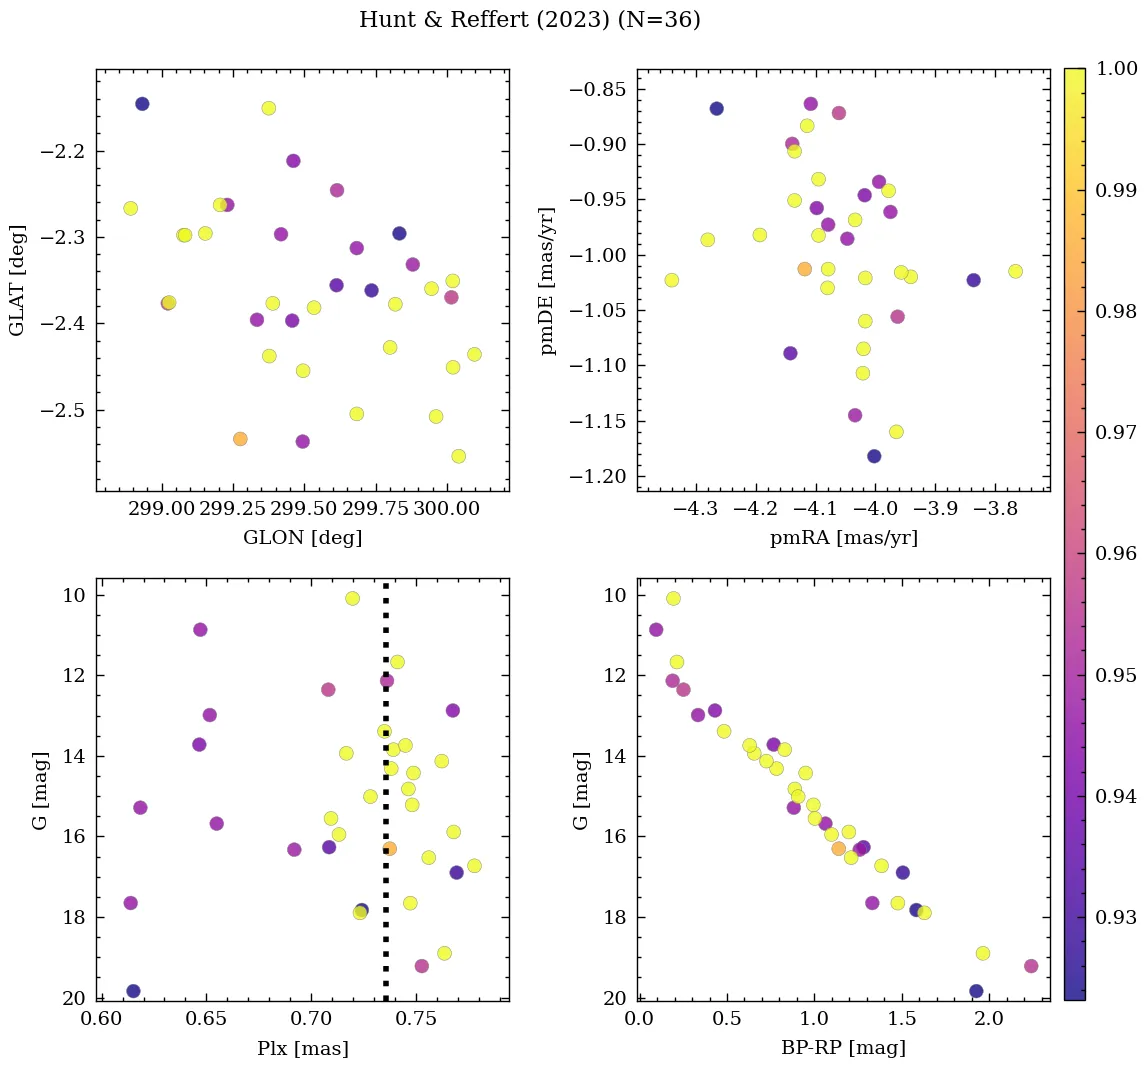 Hunt & Reffert (2023) (N=36)
−2.2
−2.3
−2.4
−2.5
GLAT [deg]
299.00 299.25 299.50 299.75 300.00
GLON [deg]
−0.85
−0.90
−0.95
−1.00
−1.05
−1.10
−1.15
−1.20
pmDE [mas/yr]
−4.3 −4.2 −4.1 −4.0 −3.9 −3.8
pmRA [mas/yr]
10
12
14
16
18
20
G [mag]
0.60 0.65 0.70 0.75
Plx [mas]
10
12
14
16
18
20
G [mag]
0.0 0.5 1.0 1.5 2.0
BP-RP [mag]
1.00
0.99
0.98
0.97
0.96
0.95
0.94
0.93